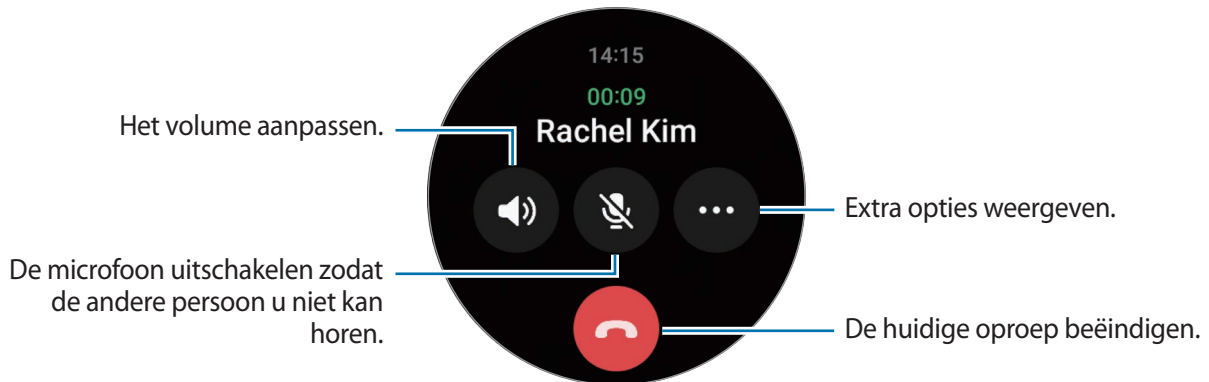 14:15
00:09
Rachel Kim
Het volume aanpassen.
Extra opties weergeven.
De microfoon uitschakelen zodat
de andere persoon u niet kan
horen.
De huidige oproep beëindigen.